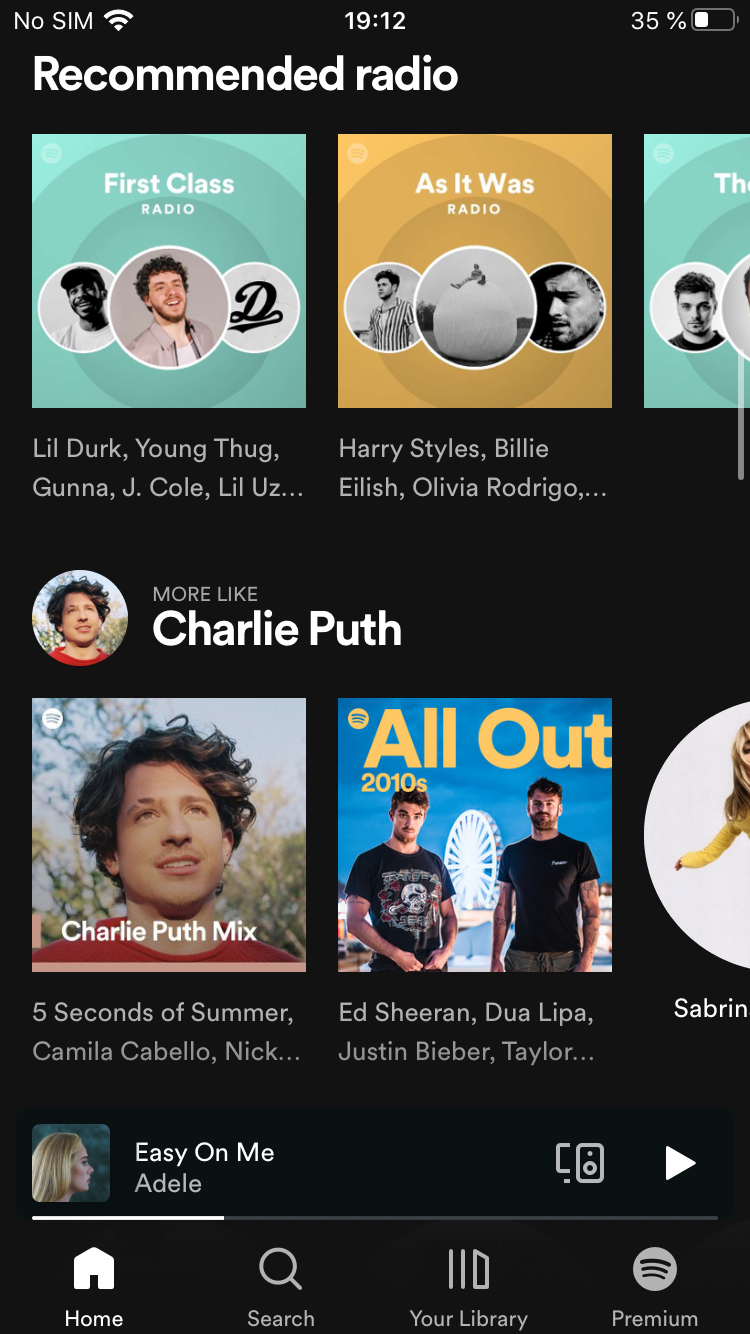 No SIM 19:12 35 %
Recommended radio
First Class
RADIO
As It Was
RADIO
Lil Durk, Young Thug,
Gunna, J. Cole, Lil Uz...
Harry Styles, Billie
Eilish, Olivia Rodrigo,...
MORE LIKE
Charlie Puth
Charlie Puth Mix
All Out
2010s
5 Seconds of Summer,
Camila Cabello, Nick...
Ed Sheeran, Dua Lipa,
Justin Bieber, Taylor...
Sabrin
Easy On Me
Adele
Home
Search
Your Library
Premium